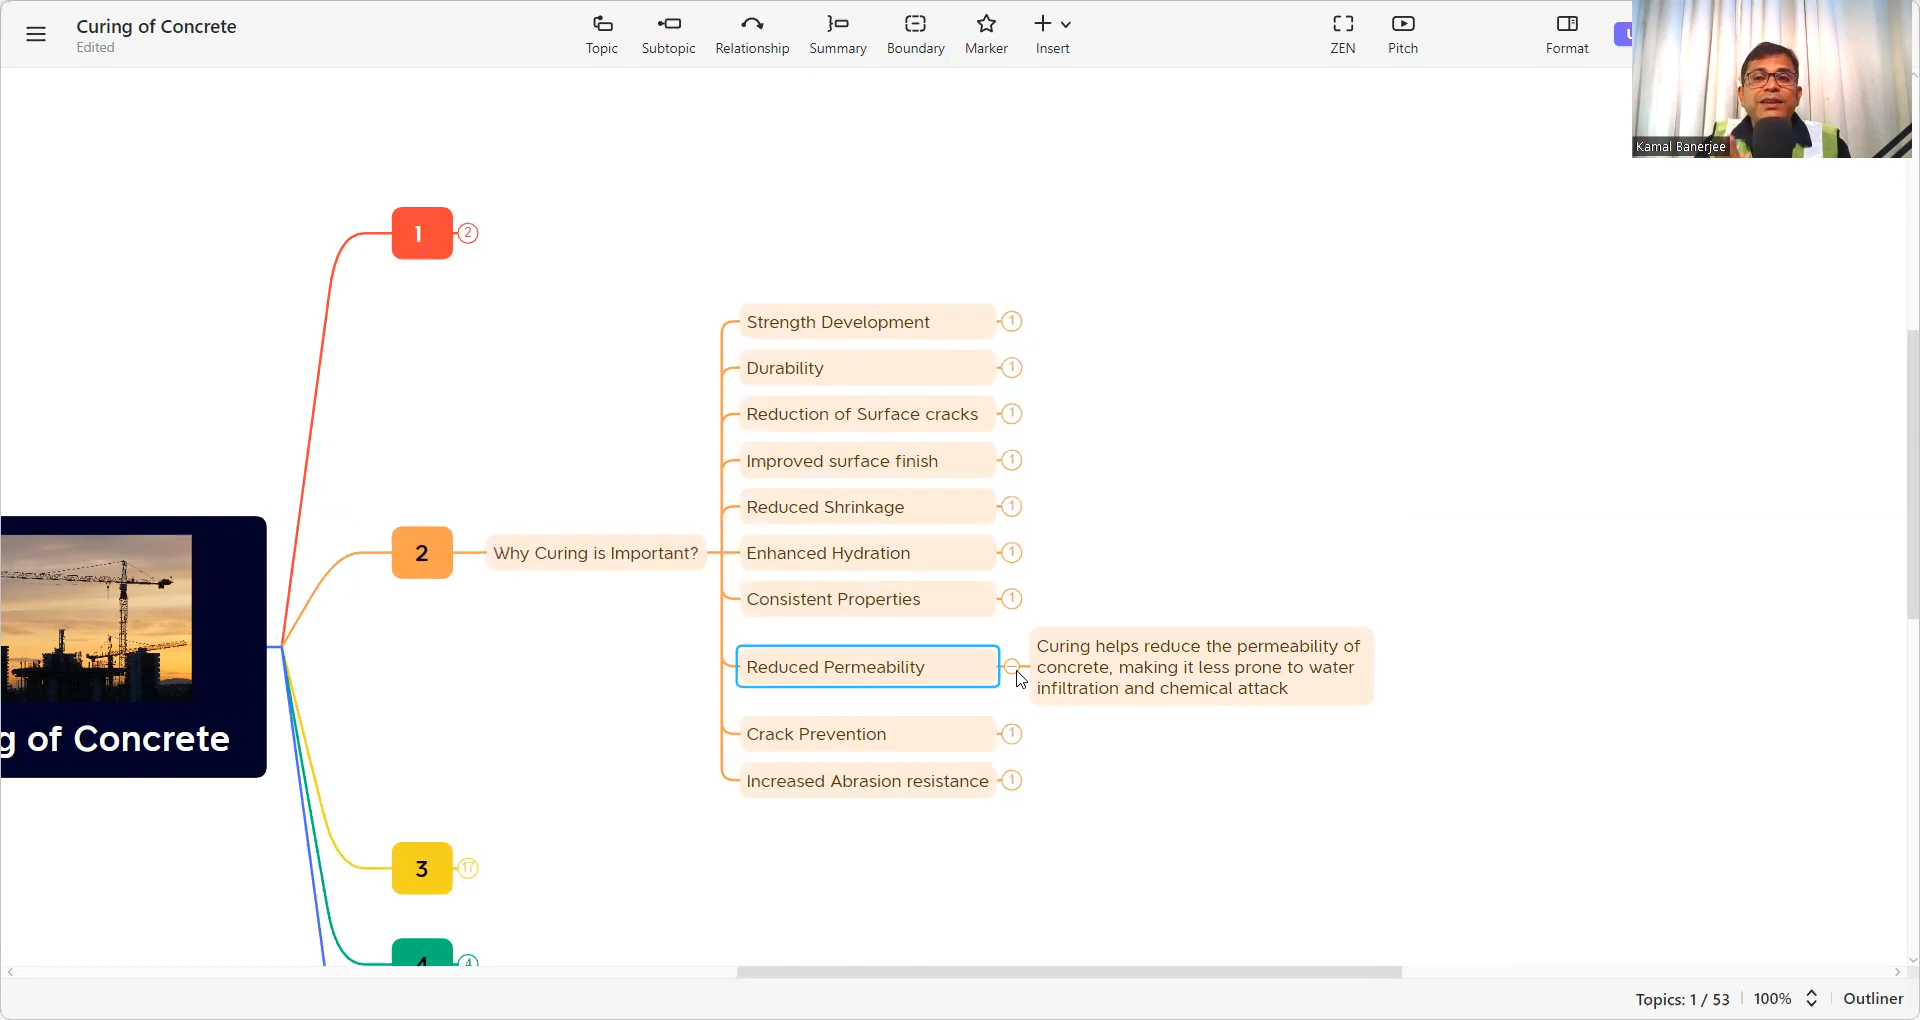 Curing of Concrete
Edited
Topic
Subtopic
Relationship
Summary
Boundary
Marker
Insert
ZEN
Pitch
Format
Kamal Banerjee
1
2
Strength Development
1
Durability
1
Reduction of Surface cracks
1
Improved surface finish
1
Reduced Shrinkage
1
2
Why Curing is Important?
Enhanced Hydration
1
Consistent Properties
1
Reduced Permeability
Curing helps reduce the permeability of
concrete, making it less prone to water
infiltration and chemical attack
Crack Prevention
1
Increased Abrasion resistance
1
g of Concrete
3
17
4
4
Topics: 1 / 53
100%
Outliner